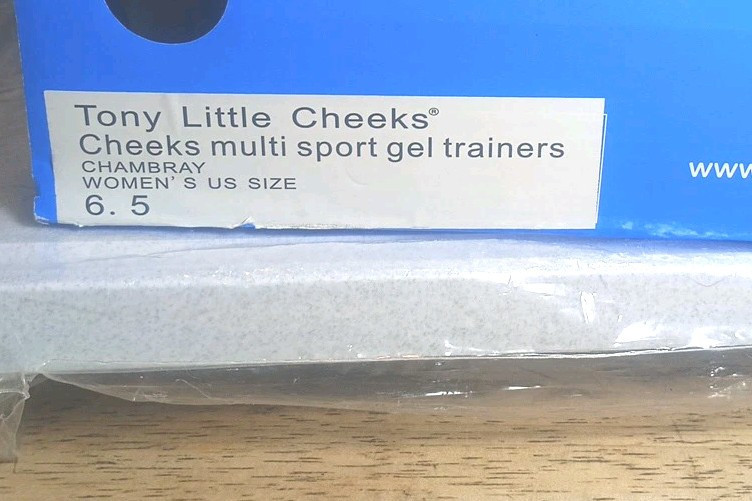 Tony Little Cheeks®
Cheeks multi sport gel trainers
CHAMBRAY
WOMEN'S US SIZE
6.5
www